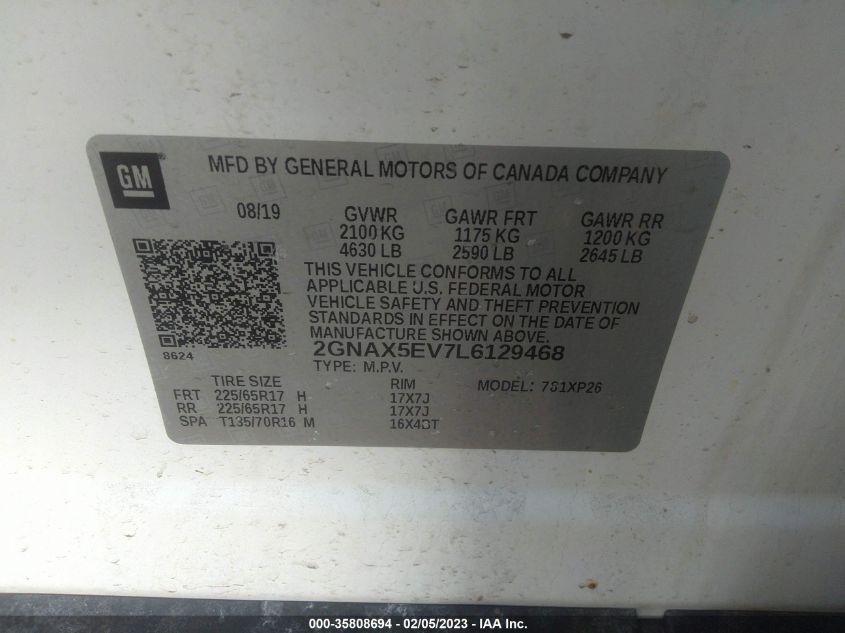 GM
MFD BY GENERAL MOTORS OF CANADA COMPANY
08/19 GVWR GAWR FRT GAWR RR
2100 KG 1175 KG 1200 KG
4630 LB 2590 LB 2645 LB
THIS VEHICLE CONFORMS TO ALL
APPLICABLE U.S. FEDERAL MOTOR
VEHICLE SAFETY AND THEFT PREVENTION
STANDARDS IN EFFECT ON THE DATE OF
MANUFACTURE SHOWN ABOVE.
8624
2GNAX5EV7L6129468
TYPE: M.P.V.
TIRE SIZE RIM MODEL: 7S1XP26
FRT 225/65R17 H 17X7J
RR 225/65R17 H 17X7J
SPA T135/70R16 M 16X4BT
000-35808694 - 02/05/2023 - IAA Inc.